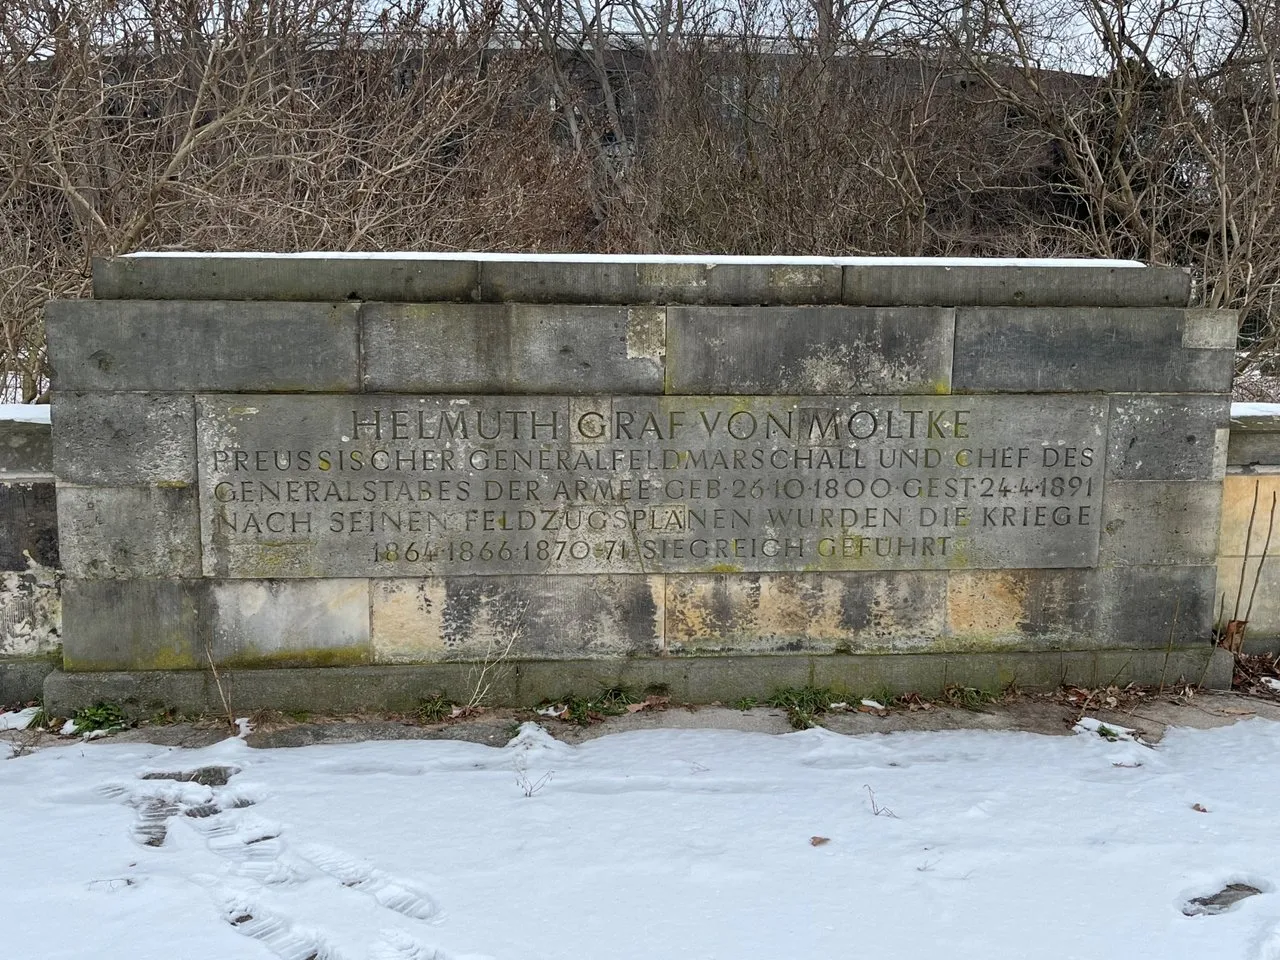 HELMUTH GRAF VON MOLTKE
PREUSSISCHER GENERALFELDMARSCHALL UND CHEF DES
GENERALSTABES DER ARMEE GEB·26·10·1800·GEST·24·4·1891
NACH SEINEN FELDZUGSPLÄNEN WURDEN DIE KRIEGE
1864·1866·1870-71 SIEGREICH GEFÜHRT